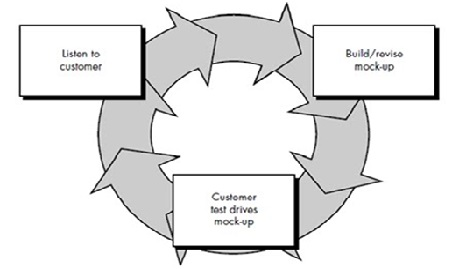 Listen to
customer
Build/revise
mock-up
Customer
test drives
mock-up